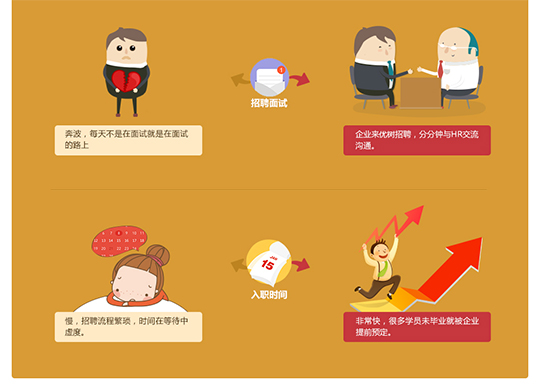 1
招聘面试
奔波，每天不是在面试就是在面试
的路上
企业来优树招聘，分分钟与HR交流
沟通。
JAN
15
入职时间
慢，招聘流程繁琐，时间在等待中
虚度。
非常快，很多学员未毕业就被企业
提前预定。